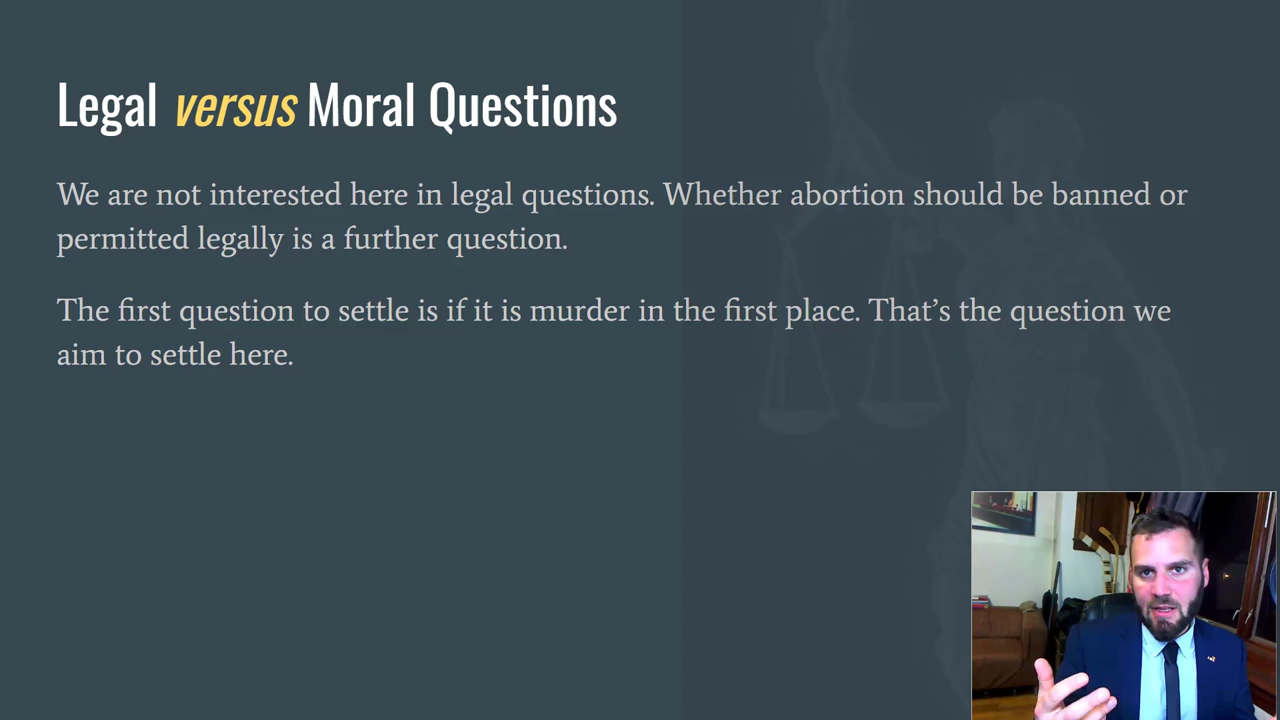 Legal versus Moral Questions
We are not interested here in legal questions. Whether abortion should be banned or
permitted legally is a further question.
The first question to settle is if it is murder in the first place. That’s the question we
aim to settle here.